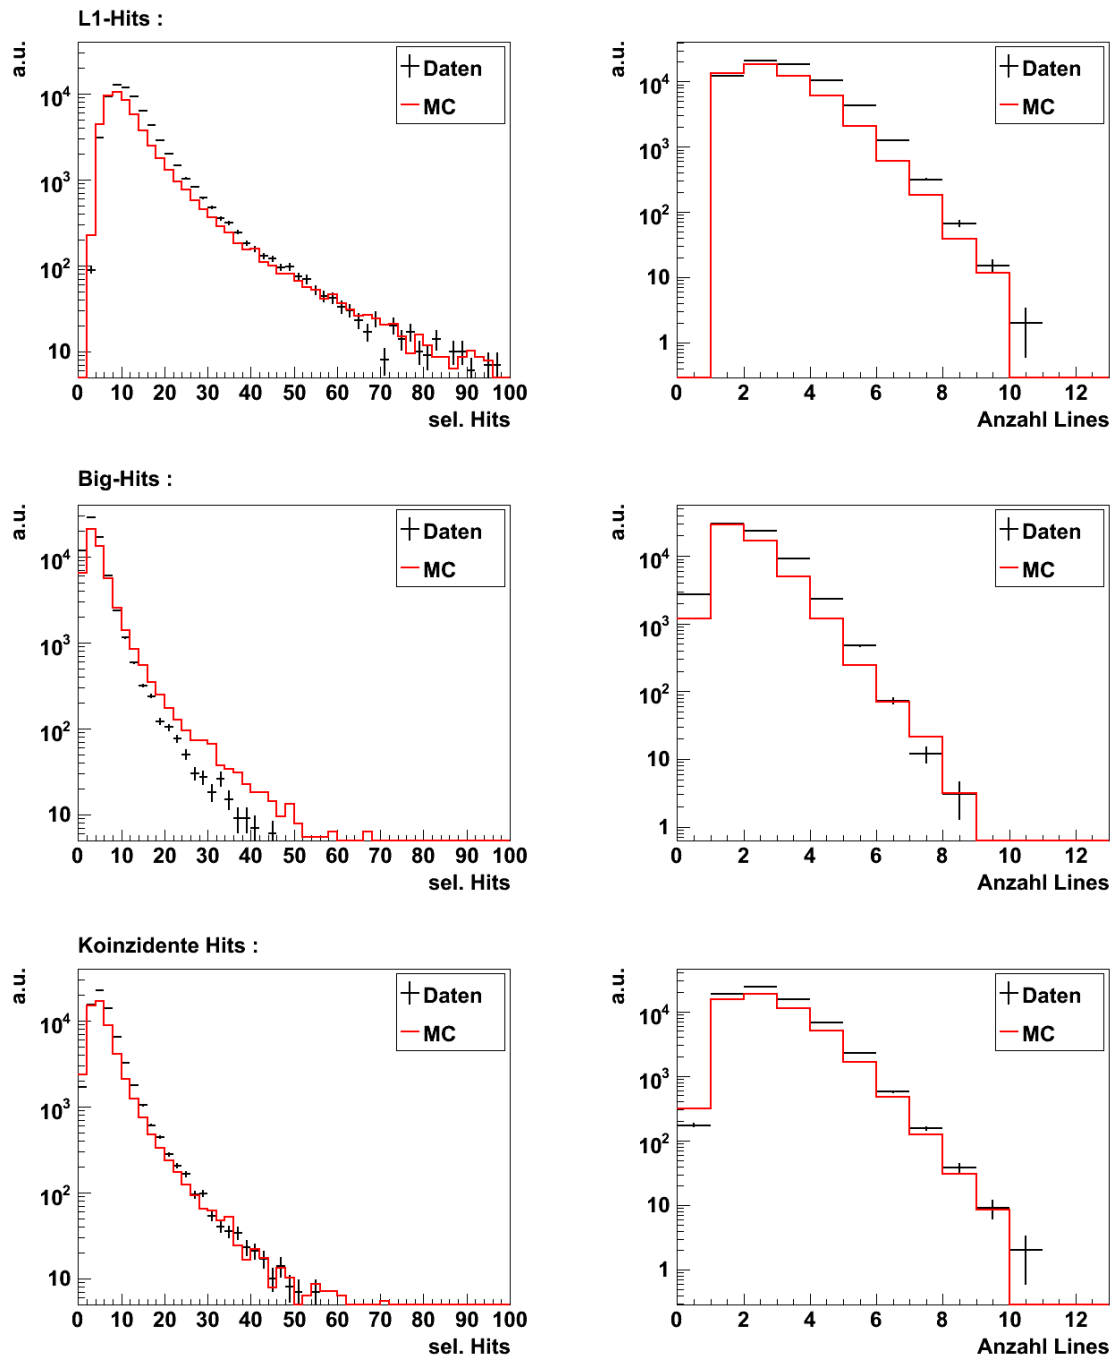 L1-Hits :
a.u.
10⁴
10³
10²
10
0 10 20 30 40 50 60 70 80 90 100
sel. Hits
Daten
MC
a.u.
10⁴
10³
10²
10
1
0 2 4 6 8 10 12
Anzahl Lines
Daten
MC
Big-Hits :
a.u.
10⁴
10³
10²
10
0 10 20 30 40 50 60 70 80 90 100
sel. Hits
Daten
MC
a.u.
10⁴
10³
10²
10
1
0 2 4 6 8 10 12
Anzahl Lines
Daten
MC
Koinzidente Hits :
a.u.
10⁴
10³
10²
10
0 10 20 30 40 50 60 70 80 90 100
sel. Hits
Daten
MC
a.u.
10⁴
10³
10²
10
1
0 2 4 6 8 10 12
Anzahl Lines
Daten
MC